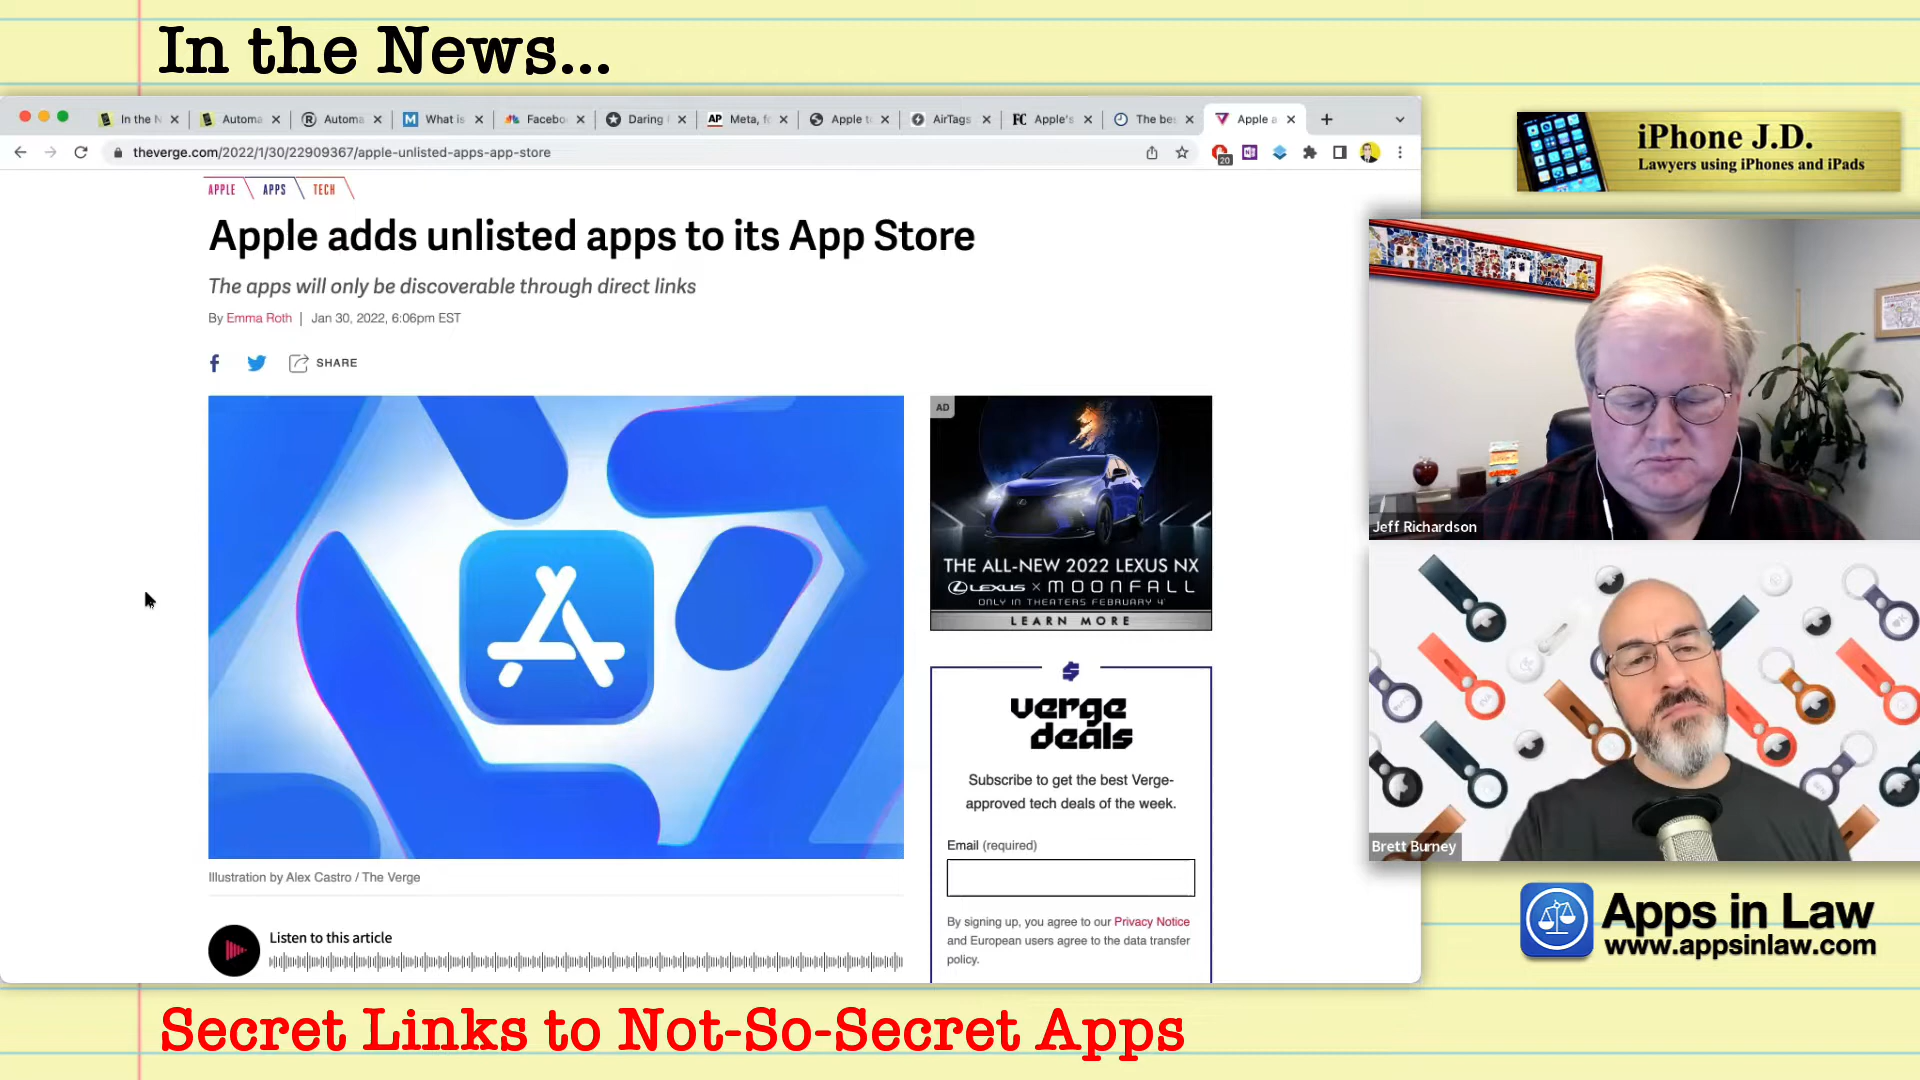 In the News...
In the N
Automa
Automa
What is
Facebo
Daring
Meta, f
Apple t
AirTags
Apple's
The be
Apple a
theverge.com/2022/1/30/22909367/apple-unlisted-apps-app-store
20
iPhone J.D.
Lawyers using iPhones and iPads
APPLE APPS TECH
Apple adds unlisted apps to its App Store
The apps will only be discoverable through direct links
By Emma Roth | Jan 30, 2022, 6:06pm EST
SHARE
AD
THE ALL-NEW 2022 LEXUS NX
LEXUS x MOONFALL
ONLY IN THEATERS FEBRUARY 4
LEARN MORE
Jeff Richardson
verge
deals
Subscribe to get the best Verge-
approved tech deals of the week.
Email (required)
By signing up, you agree to our Privacy Notice
and European users agree to the data transfer
policy.
Illustration by Alex Castro / The Verge
Listen to this article
Brett Burney
Apps in Law
www.appsinlaw.com
Secret Links to Not-So-Secret Apps